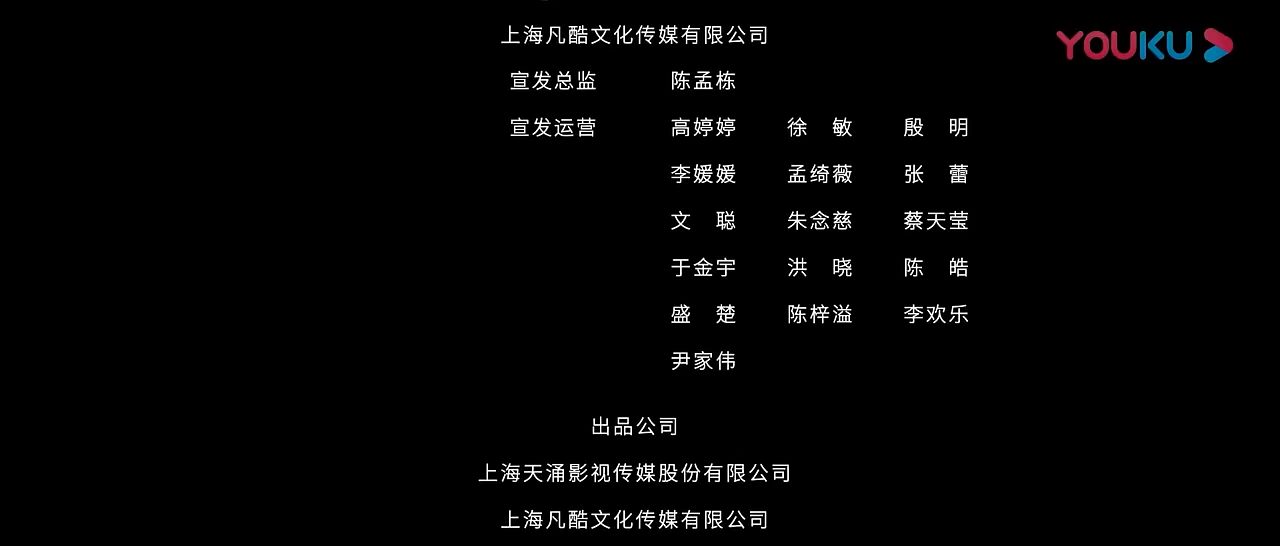 上海凡酷文化传媒有限公司
YOUKU
宣发总监 陈孟栋
宣发运营 高婷婷 徐 敏 殷 明
李媛媛 孟绮薇 张 蕾
文 聪 朱念慈 蔡天莹
于金宇 洪 晓 陈 皓
盛 楚 陈梓溢 李欢乐
尹家伟
出品公司
上海天涌影视传媒股份有限公司
上海凡酷文化传媒有限公司